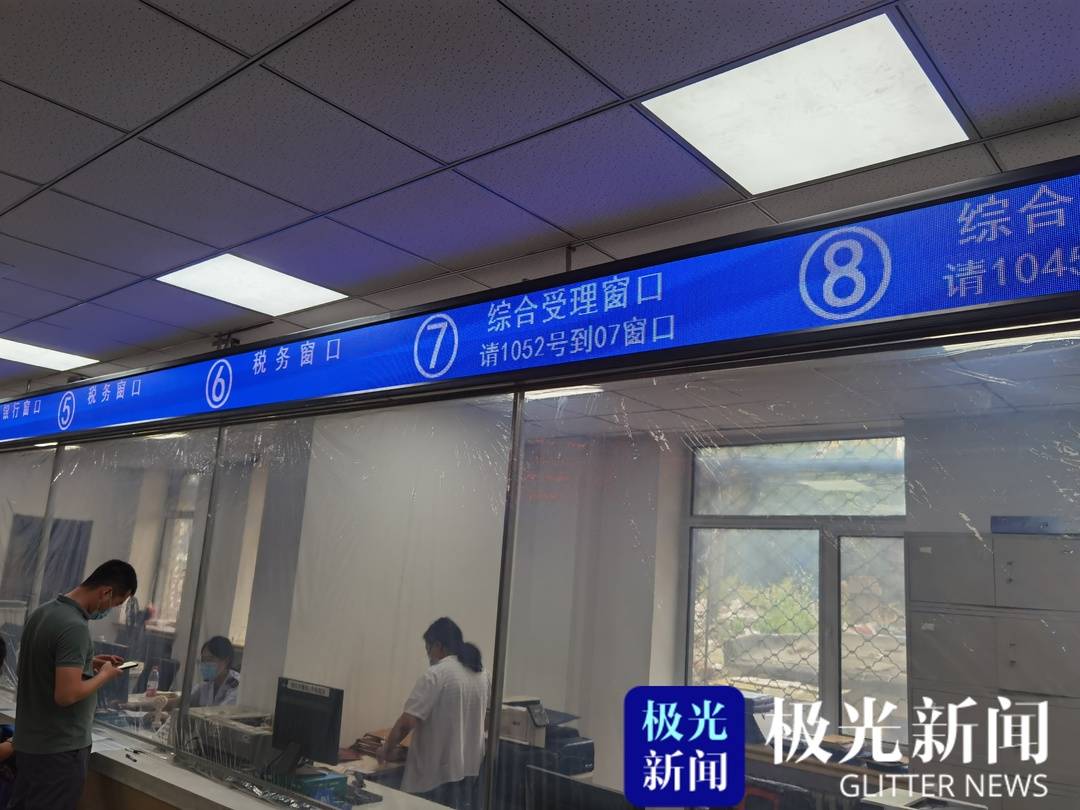 银行窗口
⑤
税务窗口
⑥
税务窗口
⑦
综合受理窗口
请1052号到07窗口
⑧
综合
请1045
极光
新闻
极光新闻
GLITTER NEWS